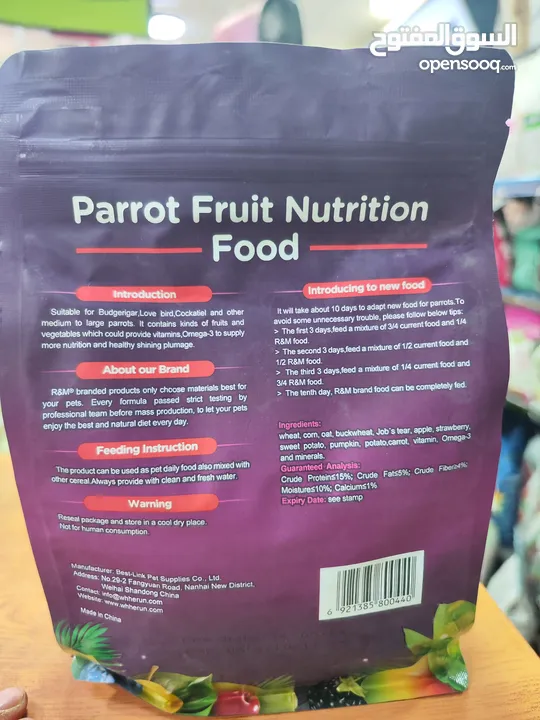 السوق المفتوح
opensooq.com
Parrot Fruit Nutrition
Food
Introduction
Suitable for Budgerigar,Love bird,Cockatiel and other
medium to large parrots. It contains kinds of fruits and
vegetables which could provide vitamins,Omega-3 to supply
more nutrition and healthy shining plumage.
About our Brand
R&M® branded products only choose materials best for
your pets. Every formula passed strict testing by
professional team before mass production, to let your pets
enjoy the best and natural diet every day.
Feeding Instruction
The product can be used as pet daily food also mixed with
other cereal.Always provide with clean and fresh water.
Warning
Reseal package and store in a cool dry place.
Not for human consumption.
Introducing to new food
It will take about 10 days to adapt new food for parrots.To
avoid some unnecessary trouble, please follow below tips:
> The first 3 days,feed a mixture of 3/4 current food and 1/4
R&M food.
> The second 3 days,feed a mixture of 1/2 current food and
1/2 R&M food.
> The third 3 days,feed a mixture of 1/4 current food and
3/4 R&M food.
> The tenth day, R&M brand food can be completely fed.
Ingredients:
wheat, corn, oat, buckwheat, Job`s tear, apple, strawberry,
sweet potato, pumpkin, potato,carrot, vitamin, Omega-3
and minerals.
Guaranteed Analysis:
Crude Protein≤15%; Crude Fat≤5%; Crude Fiber≥4%;
Moisture≤10%; Calcium≤1%
Expiry Date: see stamp
Manufacturer: Best-Link Pet Supplies Co., Ltd.
Address: No.29-2 Fangyuan Road, Nanhai New District,
Weihai Shandong China
Contact: info@whherun.com
Website: www.whherun.com
Made in China
6 921385 800440